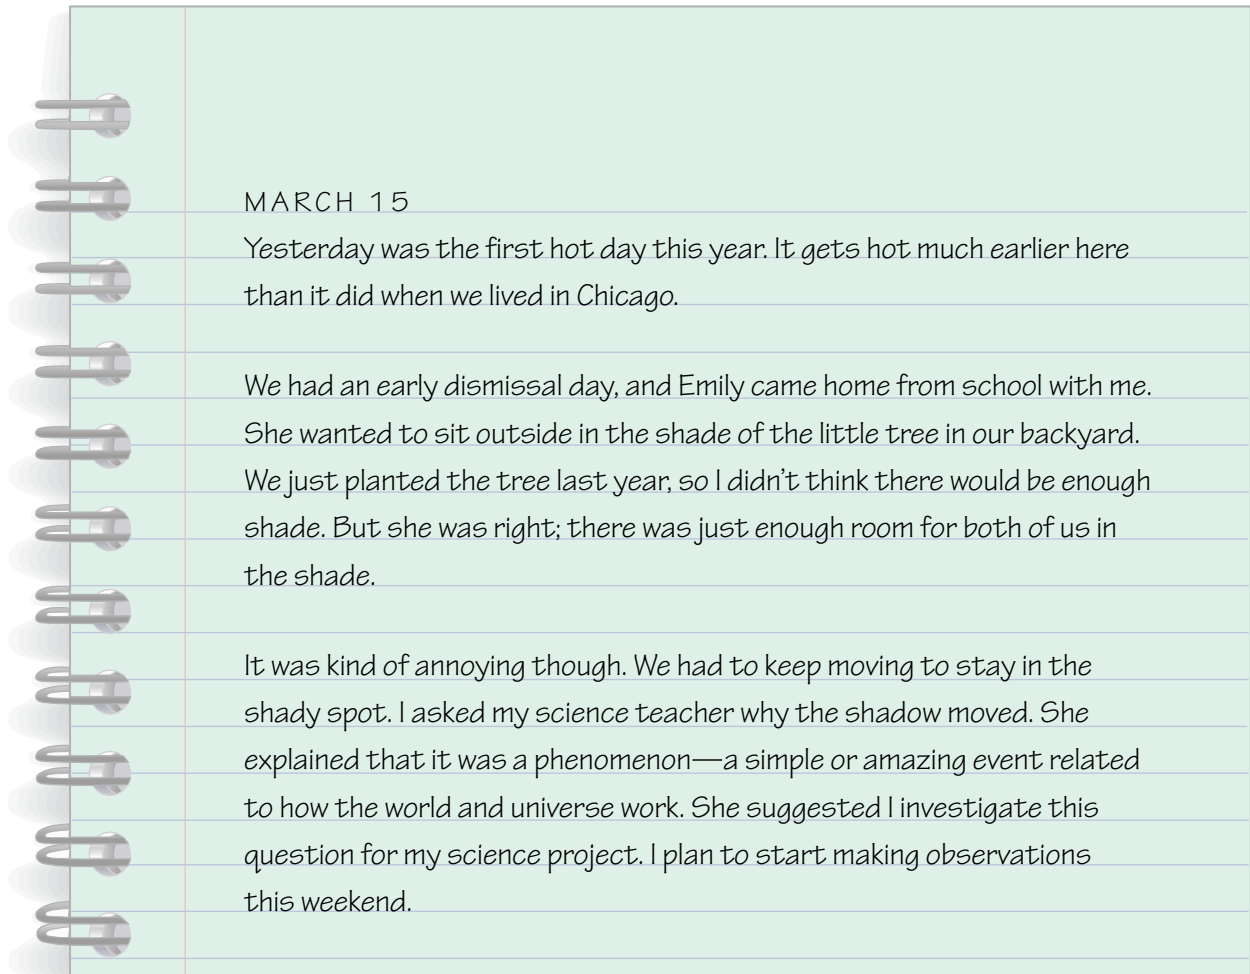 MARCH 15
Yesterday was the first hot day this year. It gets hot much earlier here
than it did when we lived in Chicago.
We had an early dismissal day, and Emily came home from school with me.
She wanted to sit outside in the shade of the little tree in our backyard.
We just planted the tree last year, so I didn’t think there would be enough
shade. But she was right; there was just enough room for both of us in
the shade.
It was kind of annoying though. We had to keep moving to stay in the
shady spot. I asked my science teacher why the shadow moved. She
explained that it was a phenomenon—a simple or amazing event related
to how the world and universe work. She suggested I investigate this
question for my science project. I plan to start making observations
this weekend.